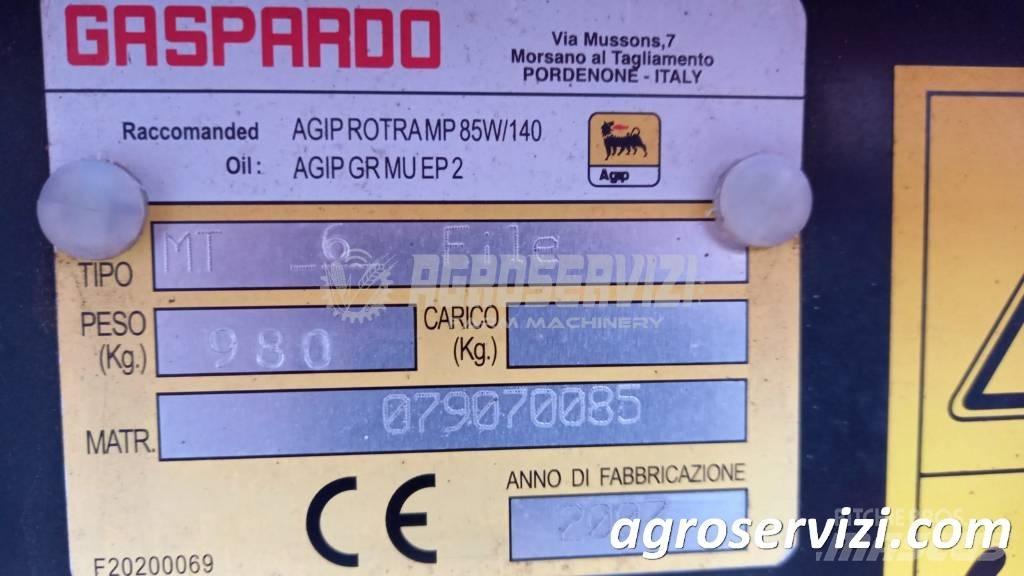 GASPARDO
Via Mussons,7
Morsano al Tagliamento
PORDENONE - ITALY
Raccomanded Oil :
AGIP ROTRA MP 85W/140
AGIP GR MU EP 2
Agip
TIPO
MT 6 File
AGROSERVIZI
MACHINERY
PESO (Kg.)
980
CARICO (Kg.)
MATR.
079070085
CE
ANNO DI FABBRICAZIONE
F20200069
agroservizi.com